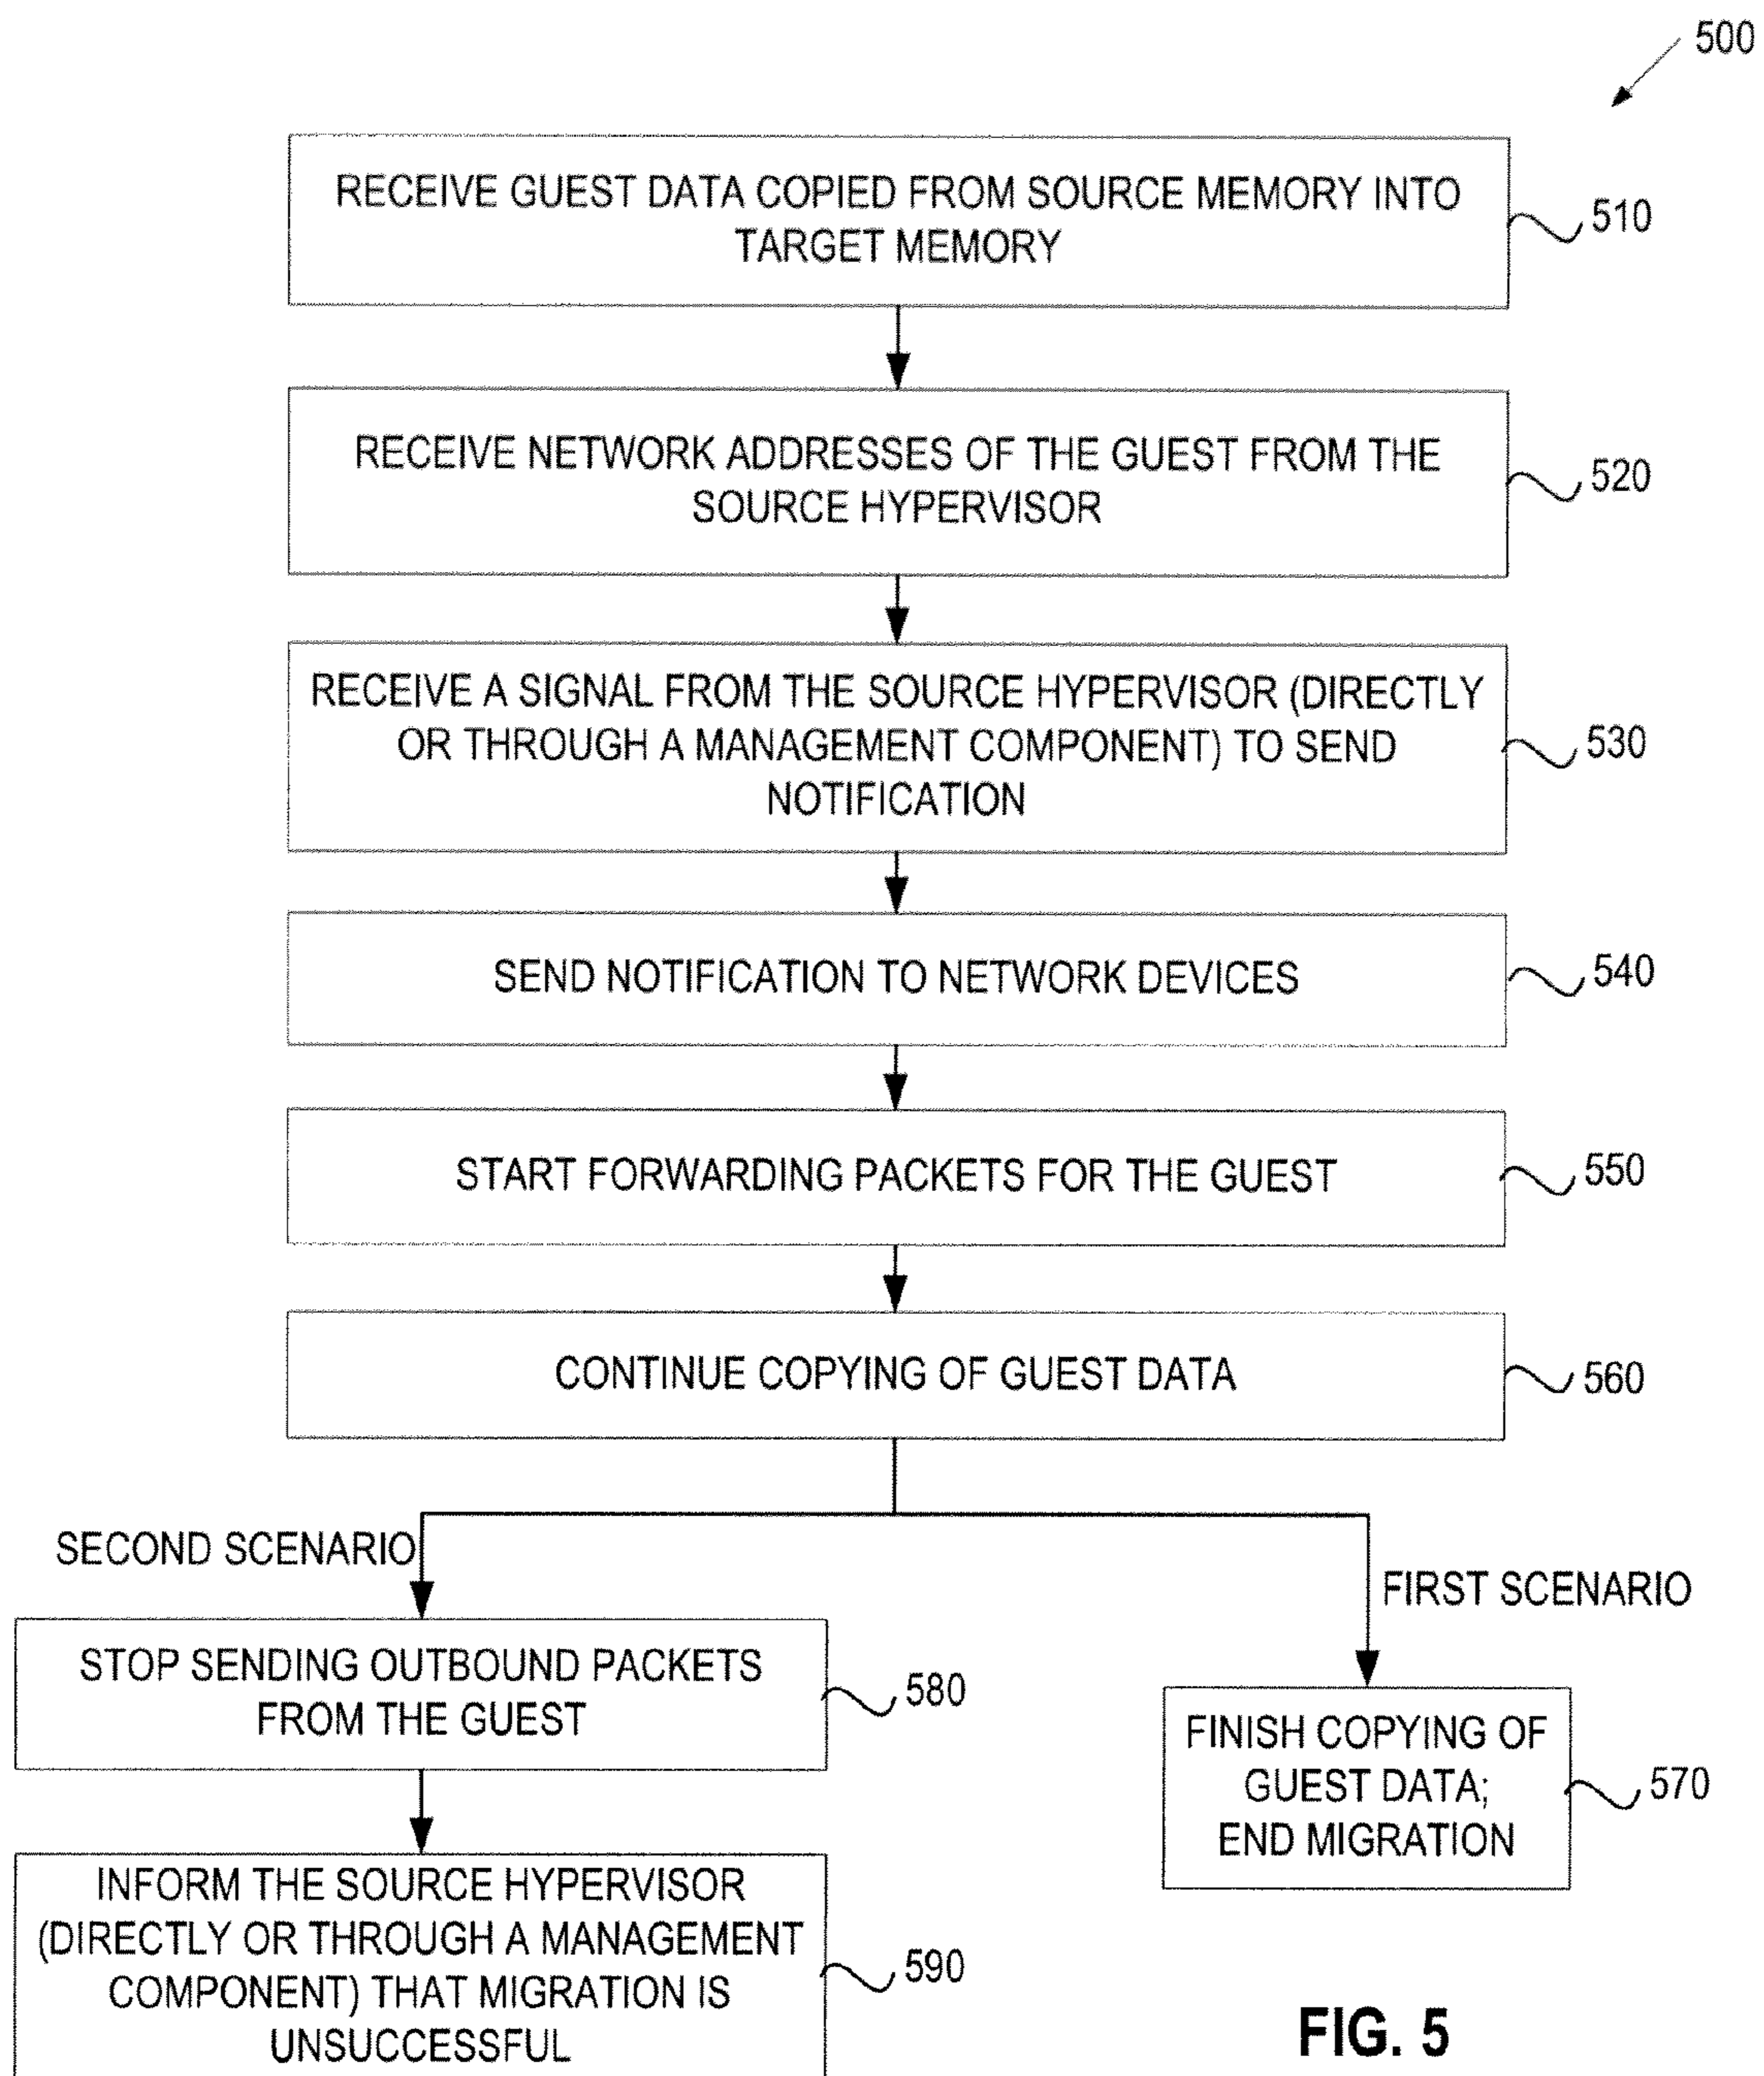 500
RECEIVE GUEST DATA COPIED FROM SOURCE MEMORY INTO
TARGET MEMORY
510
RECEIVE NETWORK ADDRESSES OF THE GUEST FROM THE
SOURCE HYPERVISOR
520
RECEIVE A SIGNAL FROM THE SOURCE HYPERVISOR (DIRECTLY
OR THROUGH A MANAGEMENT COMPONENT) TO SEND
NOTIFICATION
530
SEND NOTIFICATION TO NETWORK DEVICES
540
START FORWARDING PACKETS FOR THE GUEST
550
CONTINUE COPYING OF GUEST DATA
560
SECOND SCENARIO
FIRST SCENARIO
STOP SENDING OUTBOUND PACKETS
FROM THE GUEST
580
FINISH COPYING OF
GUEST DATA;
END MIGRATION
570
INFORM THE SOURCE HYPERVISOR
(DIRECTLY OR THROUGH A MANAGEMENT
COMPONENT) THAT MIGRATION IS
UNSUCCESSFUL
590
FIG. 5